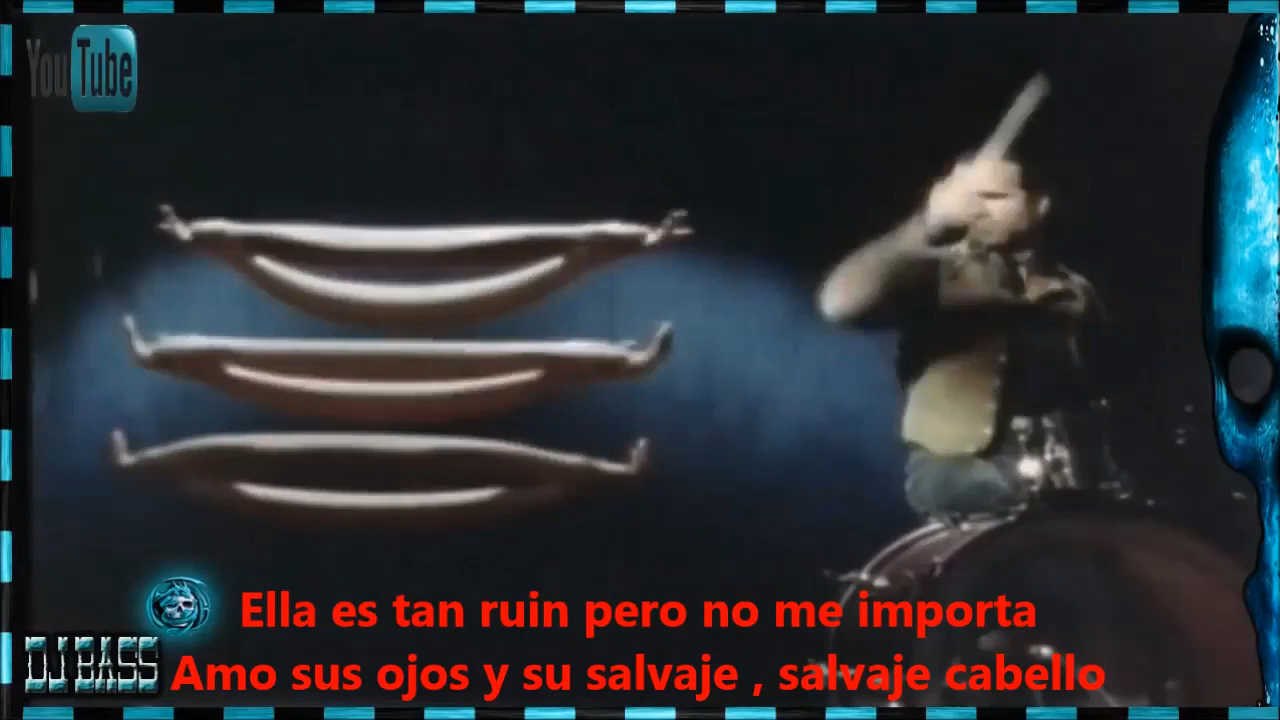 YouTube
Ella es tan ruin pero no me importa
DJ BASS
Amo sus ojos y su salvaje , salvaje cabello